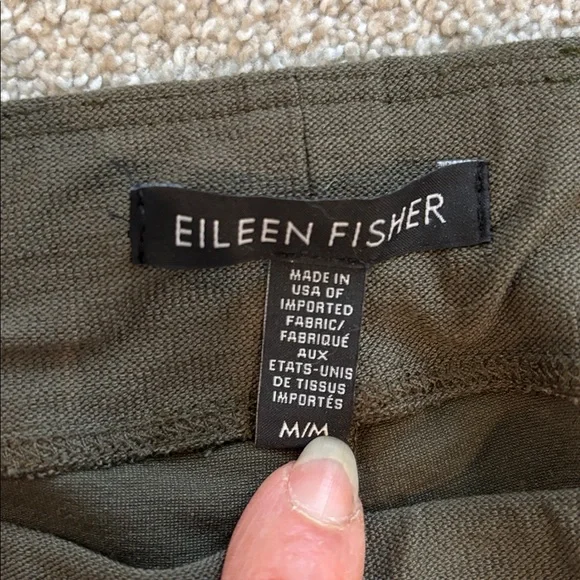 EILEEN FISHER
MADE IN
USA OF
IMPORTED
FABRIC/
FABRIQUÉ
AUX
ETATS-UNIS
DE TISSUS
IMPORTÉS
M/M